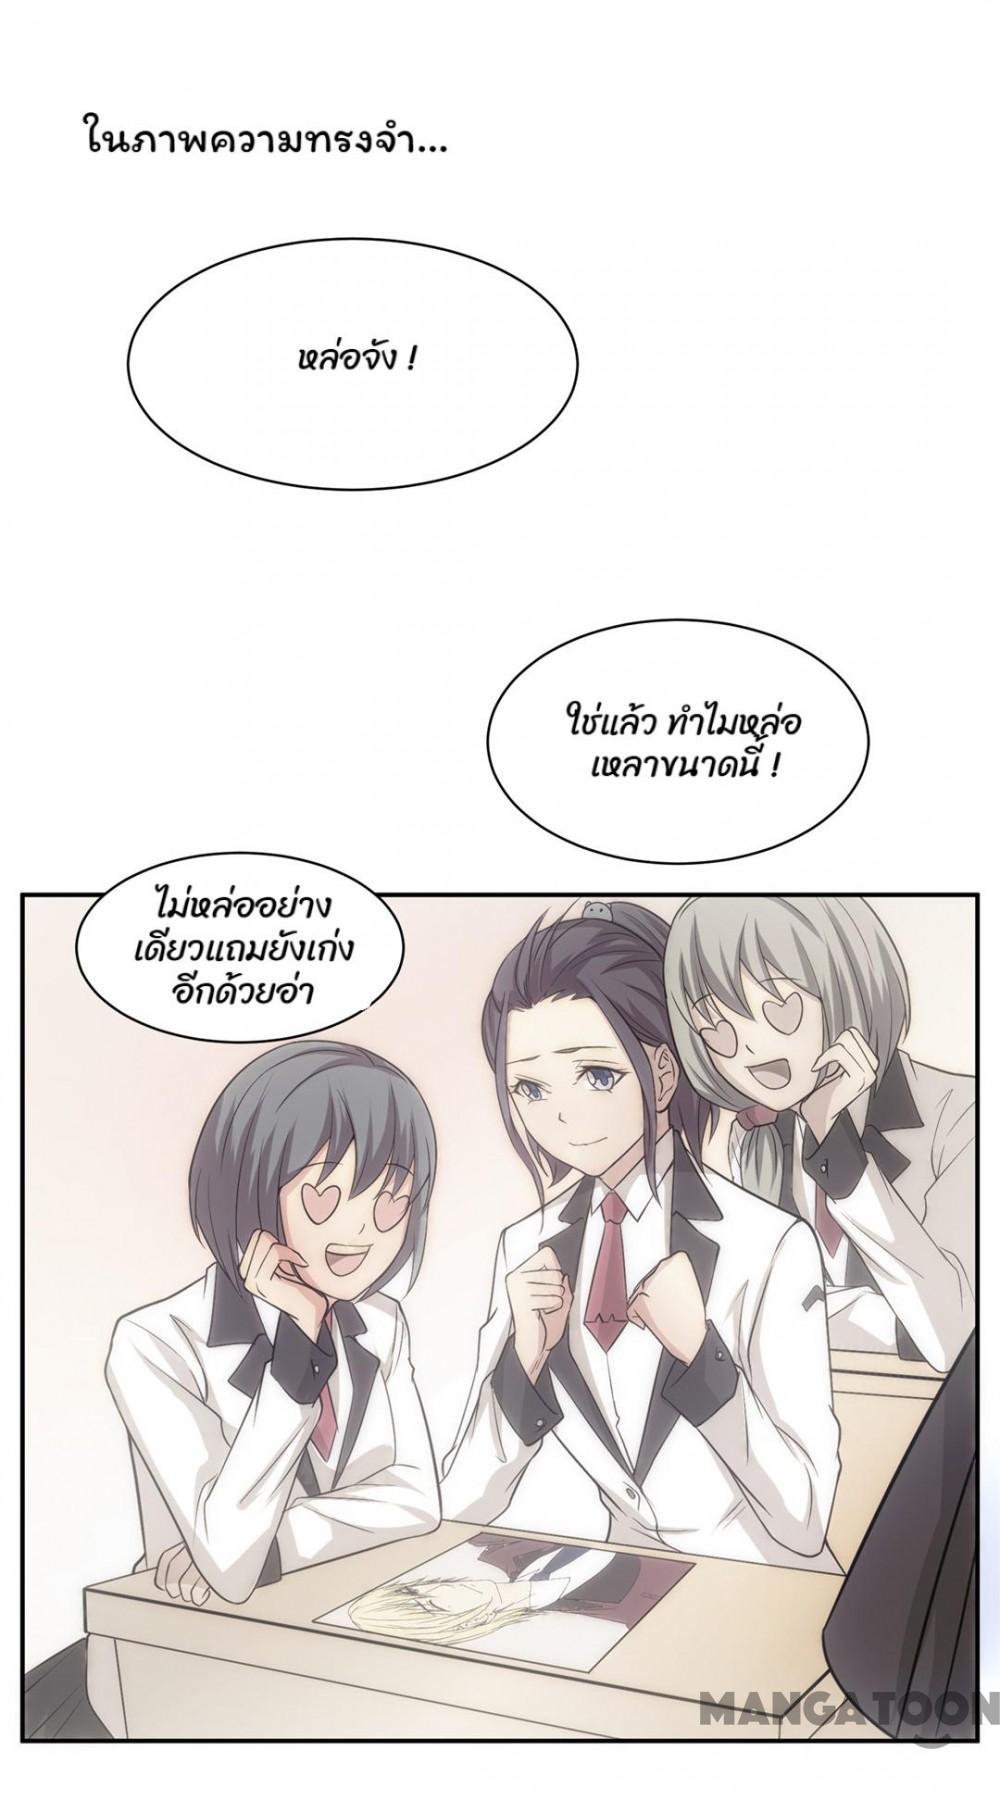 ในภาพความทรงจำ...
หล่อจัง !
ใช่แล้ว ทำไมหล่อ
เหลาขนาดนี้ !
ไม่หล่ออย่าง
เดียวแถมยังเก่ง
อีกด้วยอ่า
MANGATOON